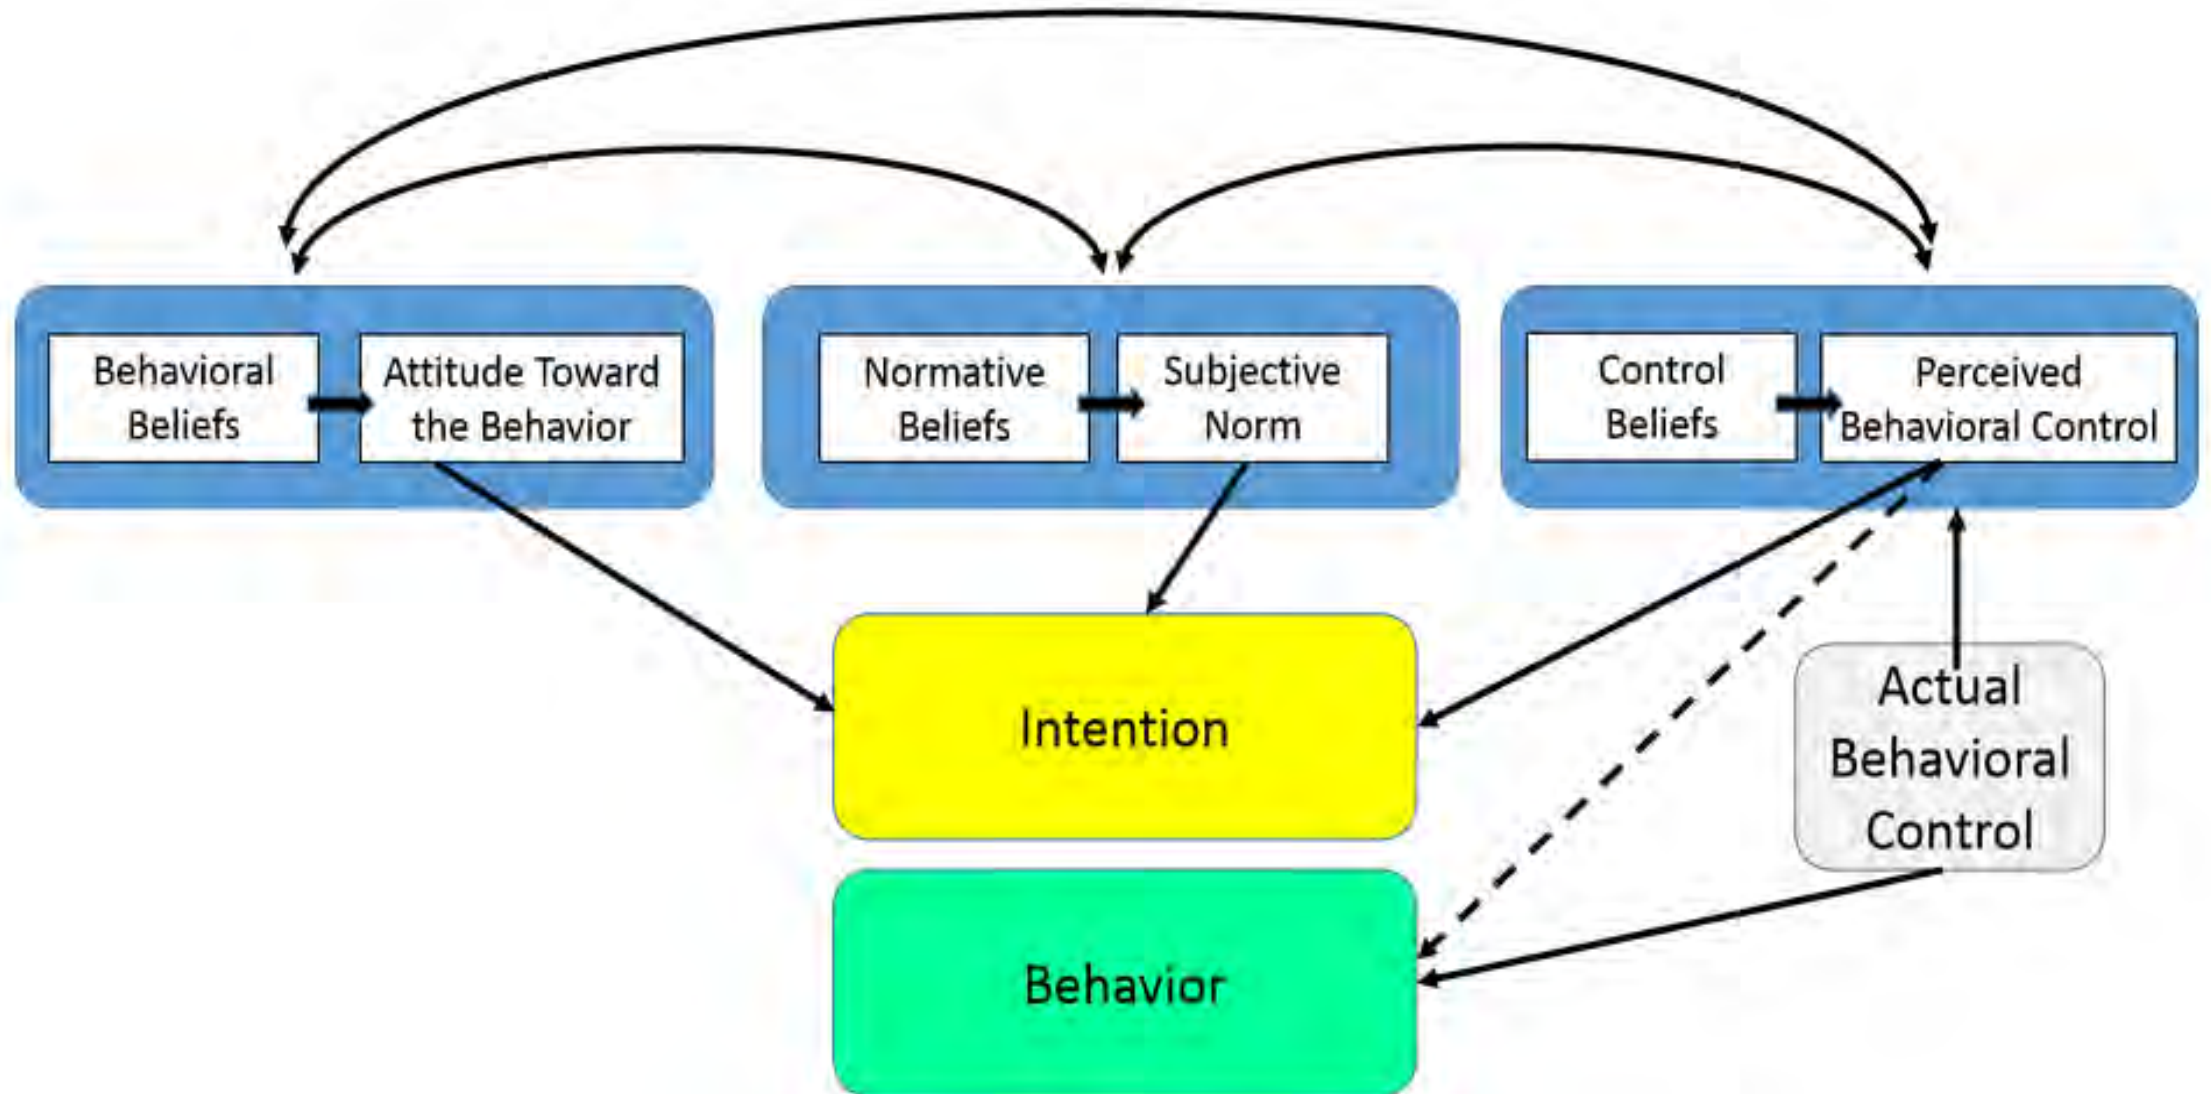 Behavioral
Beliefs
Attitude Toward
the Behavior
Normative
Beliefs
Subjective
Norm
Control
Beliefs
Perceived
Behavioral Control
Intention
Actual
Behavioral
Control
Behavior